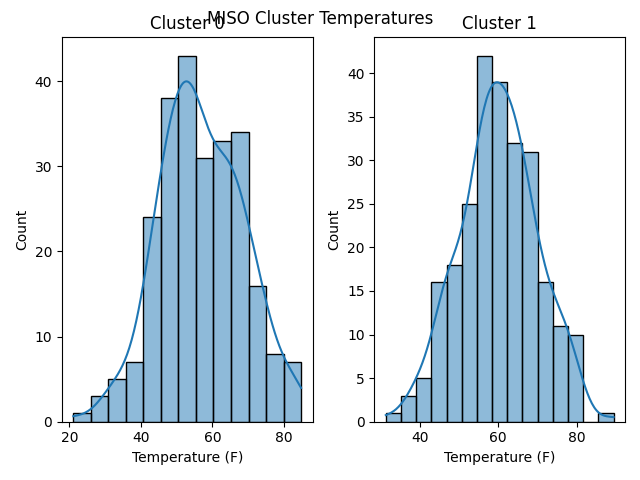 MISO Cluster Temperatures
Cluster 0
Count
40
30
20
10
0
20 40 60 80
Temperature (F)
Cluster 1
Count
40
35
30
25
20
15
10
5
0
40 60 80
Temperature (F)